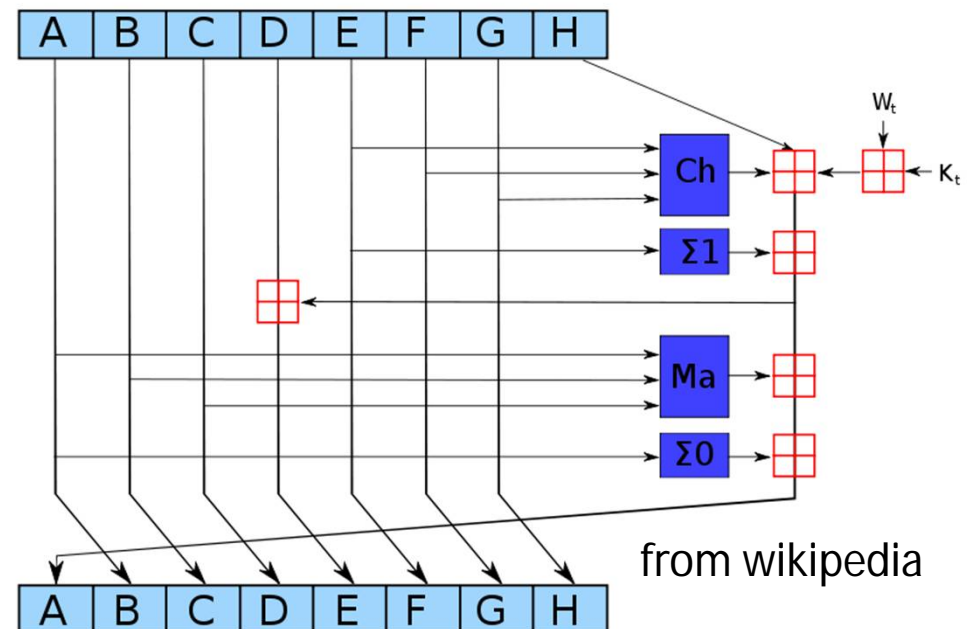 A B C D E F G H
Wₜ
Ch
Kₜ
Σ1
Ma
Σ0
from wikipedia
A B C D E F G H